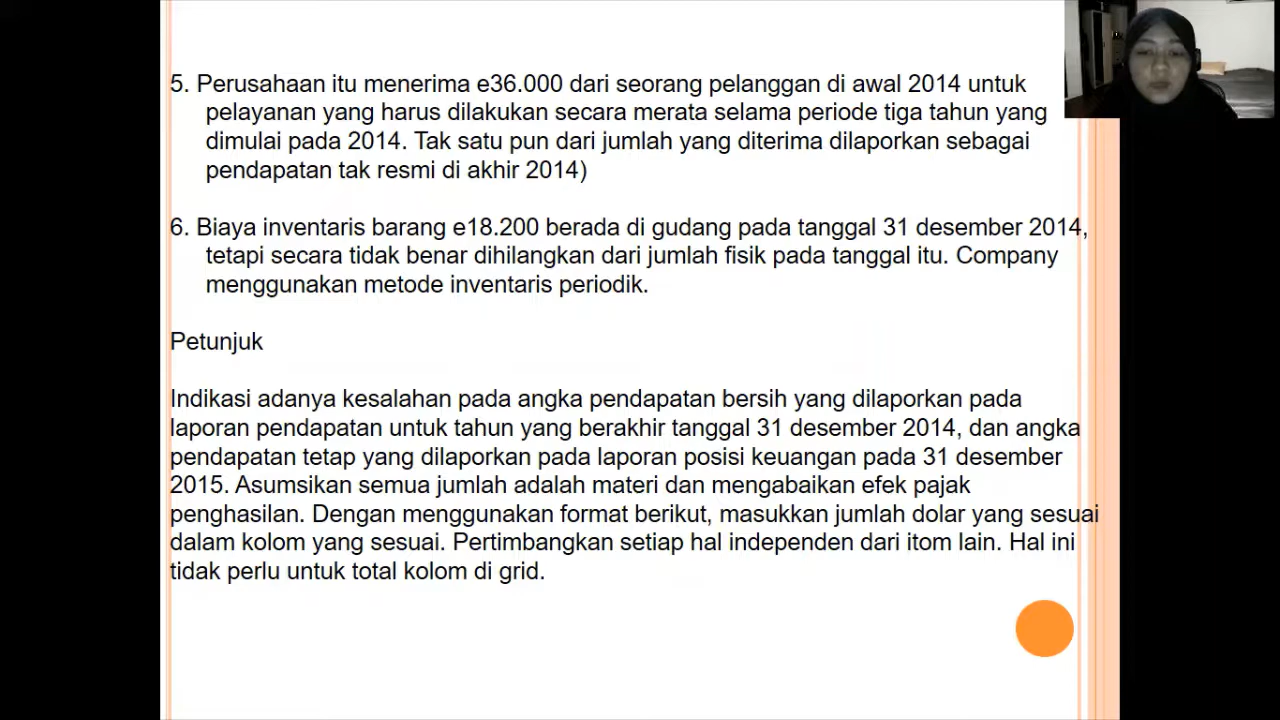 5. Perusahaan itu menerima e36.000 dari seorang pelanggan di awal 2014 untuk
pelayanan yang harus dilakukan secara merata selama periode tiga tahun yang
dimulai pada 2014. Tak satu pun dari jumlah yang diterima dilaporkan sebagai
pendapatan tak resmi di akhir 2014)
6. Biaya inventaris barang e18.200 berada di gudang pada tanggal 31 desember 2014,
tetapi secara tidak benar dihilangkan dari jumlah fisik pada tanggal itu. Company
menggunakan metode inventaris periodik.
Petunjuk
Indikasi adanya kesalahan pada angka pendapatan bersih yang dilaporkan pada
laporan pendapatan untuk tahun yang berakhir tanggal 31 desember 2014, dan angka
pendapatan tetap yang dilaporkan pada laporan posisi keuangan pada 31 desember
2015. Asumsikan semua jumlah adalah materi dan mengabaikan efek pajak
penghasilan. Dengan menggunakan format berikut, masukkan jumlah dolar yang sesuai
dalam kolom yang sesuai. Pertimbangkan setiap hal independen dari itom lain. Hal ini
tidak perlu untuk total kolom di grid.